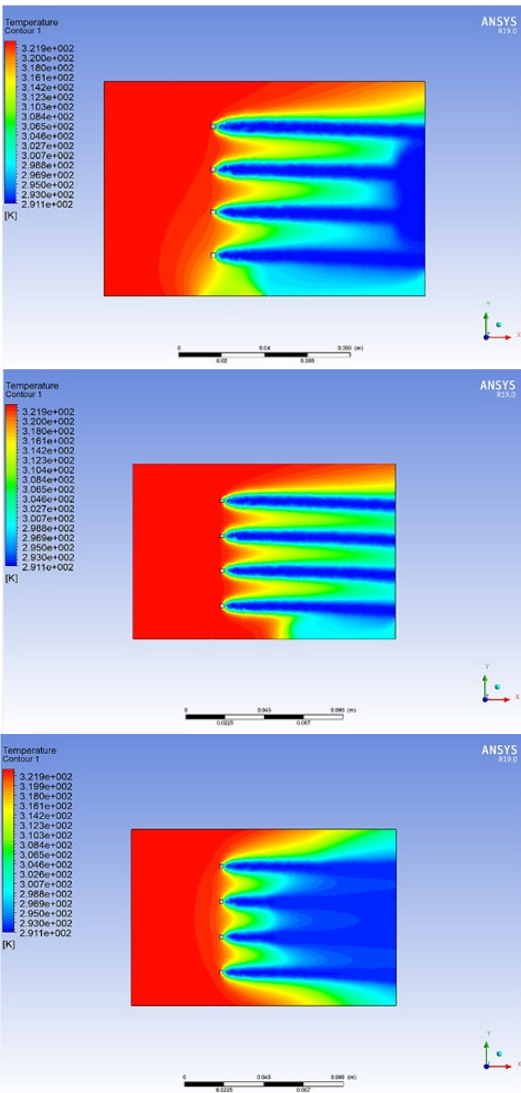 Temperature
Contour 1
ANSYS
R19.0
3.219e+002
3.200e+002
3.180e+002
3.161e+002
3.142e+002
3.123e+002
3.103e+002
3.084e+002
3.065e+002
3.046e+002
3.027e+002
3.007e+002
2.988e+002
2.969e+002
2.950e+002
2.930e+002
2.911e+002
[K]
Y
X
0
0.04
(m)
0.02
Temperature
Contour 1
ANSYS
R19.0
3.219e+002
3.200e+002
3.180e+002
3.161e+002
3.142e+002
3.123e+002
3.104e+002
3.084e+002
3.065e+002
3.046e+002
3.027e+002
3.007e+002
2.988e+002
2.969e+002
2.950e+002
2.930e+002
2.911e+002
[K]
Y
X
0
0.045
0.090 (m)
0.0225
0.067
Temperature
Contour 1
ANSYS
R19.0
3.219e+002
3.199e+002
3.180e+002
3.161e+002
3.142e+002
3.123e+002
3.103e+002
3.084e+002
3.065e+002
3.046e+002
3.026e+002
3.007e+002
2.988e+002
2.969e+002
2.950e+002
2.930e+002
2.911e+002
[K]
Y
X
0
0.045
0.090 (m)
0.0225
0.067